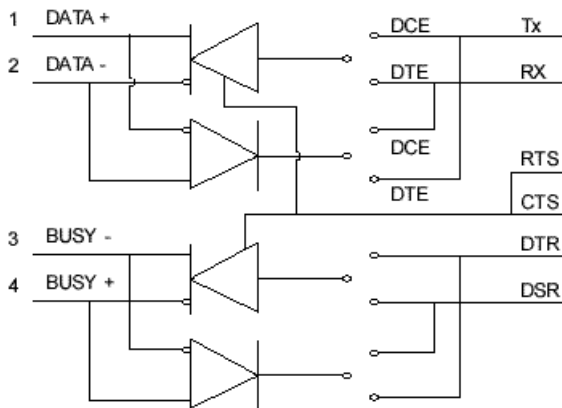 1 DATA + DCE Tx
2 DATA - DTE RX
DCE
RTS
DTE CTS
3 BUSY - DTR
4 BUSY + DSR